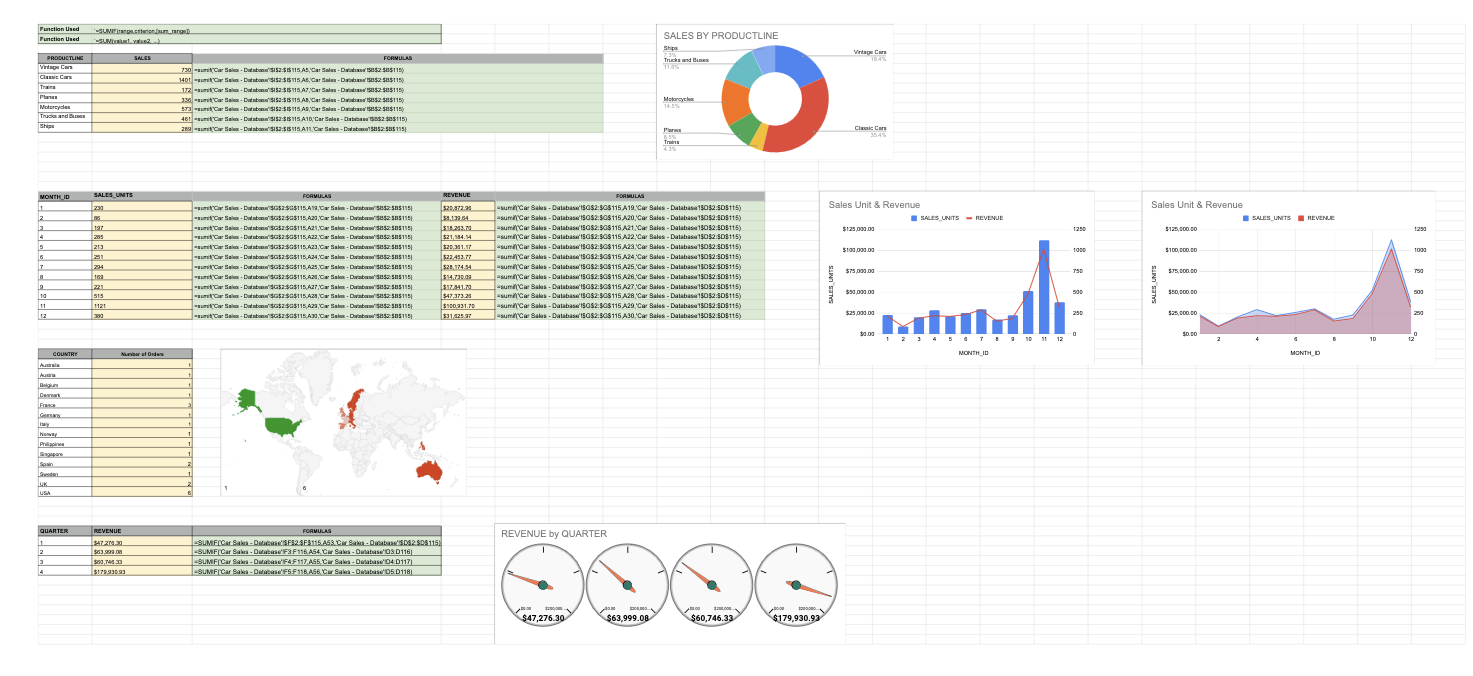 Function Used '=SUMIF(range,criterion,[sum_range])
Function Used '=SUM(value1, value2, ...)
PRODUCTLINE SALES FORMULAS
Vintage Cars 730 =sumif('Car Sales - Database'!$I$2:$I$115,A5,'Car Sales - Database'!$B$2:$B$115)
Classic Cars 1401 =sumif('Car Sales - Database'!$I$2:$I$115,A6,'Car Sales - Database'!$B$2:$B$115)
Trains 172 =sumif('Car Sales - Database'!$I$2:$I$115,A7,'Car Sales - Database'!$B$2:$B$115)
Planes 336 =sumif('Car Sales - Database'!$I$2:$I$115,A8,'Car Sales - Database'!$B$2:$B$115)
Motorcycles 573 =sumif('Car Sales - Database'!$I$2:$I$115,A9,'Car Sales - Database'!$B$2:$B$115)
Trucks and Buses 461 =sumif('Car Sales - Database'!$I$2:$I$115,A10,'Car Sales - Database'!$B$2:$B$115)
Ships 289 =sumif('Car Sales - Database'!$I$2:$I$115,A11,'Car Sales - Database'!$B$2:$B$115)
SALES BY PRODUCTLINE
Ships
7.3%
Trucks and Buses
11.6%
Motorcycles
14.5%
Planes
8.5%
Trains
4.3%
Vintage Cars
18.4%
Classic Cars
35.4%
MONTH_ID SALES_UNITS FORMULAS REVENUE FORMULAS
1 230 =sumif('Car Sales - Database'!$G$2:$G$115,A19,'Car Sales - Database'!$B$2:$B$115) $20,872.96 =sumif('Car Sales - Database'!$G$2:$G$115,A19,'Car Sales - Database'!$D$2:$D$115)
2 86 =sumif('Car Sales - Database'!$G$2:$G$115,A20,'Car Sales - Database'!$B$2:$B$115) $8,139.64 =sumif('Car Sales - Database'!$G$2:$G$115,A20,'Car Sales - Database'!$D$2:$D$115)
3 197 =sumif('Car Sales - Database'!$G$2:$G$115,A21,'Car Sales - Database'!$B$2:$B$115) $18,263.70 =sumif('Car Sales - Database'!$G$2:$G$115,A21,'Car Sales - Database'!$D$2:$D$115)
4 285 =sumif('Car Sales - Database'!$G$2:$G$115,A22,'Car Sales - Database'!$B$2:$B$115) $21,184.14 =sumif('Car Sales - Database'!$G$2:$G$115,A22,'Car Sales - Database'!$D$2:$D$115)
5 213 =sumif('Car Sales - Database'!$G$2:$G$115,A23,'Car Sales - Database'!$B$2:$B$115) $20,361.17 =sumif('Car Sales - Database'!$G$2:$G$115,A23,'Car Sales - Database'!$D$2:$D$115)
6 251 =sumif('Car Sales - Database'!$G$2:$G$115,A24,'Car Sales - Database'!$B$2:$B$115) $22,453.77 =sumif('Car Sales - Database'!$G$2:$G$115,A24,'Car Sales - Database'!$D$2:$D$115)
7 294 =sumif('Car Sales - Database'!$G$2:$G$115,A25,'Car Sales - Database'!$B$2:$B$115) $28,174.54 =sumif('Car Sales - Database'!$G$2:$G$115,A25,'Car Sales - Database'!$D$2:$D$115)
8 169 =sumif('Car Sales - Database'!$G$2:$G$115,A26,'Car Sales - Database'!$B$2:$B$115) $14,730.09 =sumif('Car Sales - Database'!$G$2:$G$115,A26,'Car Sales - Database'!$D$2:$D$115)
9 221 =sumif('Car Sales - Database'!$G$2:$G$115,A27,'Car Sales - Database'!$B$2:$B$115) $17,841.70 =sumif('Car Sales - Database'!$G$2:$G$115,A27,'Car Sales - Database'!$D$2:$D$115)
10 515 =sumif('Car Sales - Database'!$G$2:$G$115,A28,'Car Sales - Database'!$B$2:$B$115) $47,373.26 =sumif('Car Sales - Database'!$G$2:$G$115,A28,'Car Sales - Database'!$D$2:$D$115)
11 1121 =sumif('Car Sales - Database'!$G$2:$G$115,A29,'Car Sales - Database'!$B$2:$B$115) $100,931.70 =sumif('Car Sales - Database'!$G$2:$G$115,A29,'Car Sales - Database'!$D$2:$D$115)
12 380 =sumif('Car Sales - Database'!$G$2:$G$115,A30,'Car Sales - Database'!$B$2:$B$115) $31,625.97 =sumif('Car Sales - Database'!$G$2:$G$115,A30,'Car Sales - Database'!$D$2:$D$115)
Sales Unit & Revenue
SALES_UNITS REVENUE
$125,000.00 1250
$100,000.00 1000
$75,000.00 750
$50,000.00 500
$25,000.00 250
$0.00 0
SALES_UNITS
1 2 3 4 5 6 7 8 9 10 11 12
MONTH_ID
Sales Unit & Revenue
SALES_UNITS REVENUE
$125,000.00 1250
$100,000.00 1000
$75,000.00 750
$50,000.00 500
$25,000.00 250
$0.00 0
SALES_UNITS
2 4 6 8 10 12
MONTH_ID
COUNTRY Number of Orders
Australia 1
Austria 1
Belgium 1
Denmark 1
France 3
Germany 1
Italy 1
Norway 1
Philippines 1
Singapore 1
Spain 2
Sweden 1
UK 2
USA 6
1 6
QUARTER REVENUE FORMULAS
1 $47,276.30 =SUMIF('Car Sales - Database'!$F$2:$F$115,A53,'Car Sales - Database'!$D$2:$D$115)
2 $63,999.08 =SUMIF('Car Sales - Database'!F3:F116,A54,'Car Sales - Database'!D3:D116)
3 $60,746.33 =SUMIF('Car Sales - Database'!F4:F117,A55,'Car Sales - Database'!D4:D117)
4 $179,930.93 =SUMIF('Car Sales - Database'!F5:F118,A56,'Car Sales - Database'!D5:D118)
REVENUE by QUARTER
$0.00 $200,000... $0.00 $200,000... $0.00 $200,000... $0.00 $200,000...
$47,276.30 $63,999.08 $60,746.33 $179,930.93